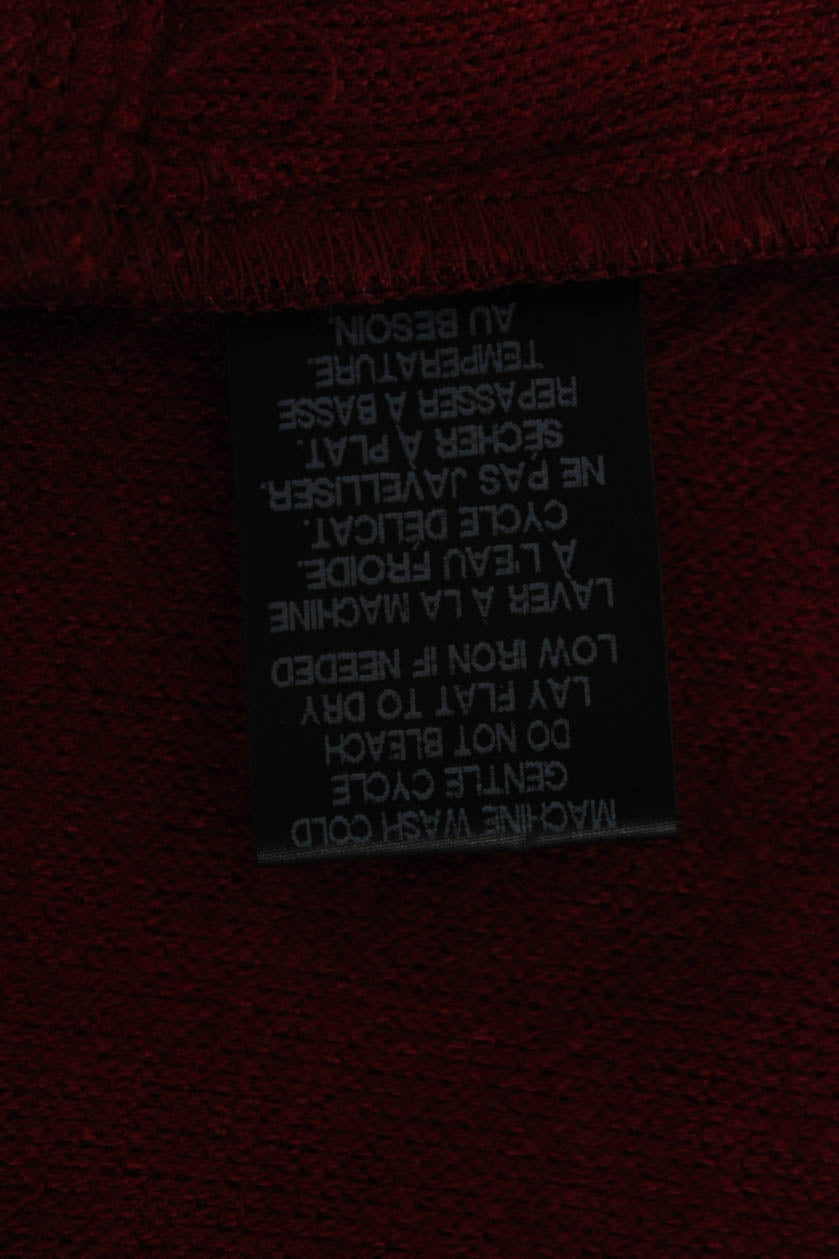 MACHINE WASH COLD
GENTLE CYCLE
DO NOT BLEACH
LAY FLAT TO DRY
LOW IRON IF NEEDED
LAVER À LA MACHINE
À L'EAU FROIDE.
CYCLE DÉLICAT.
NE PAS JAVELLISER.
SÉCHER À PLAT.
REPASSER À BASSE
TEMPERATURE.
AU BESOIN.